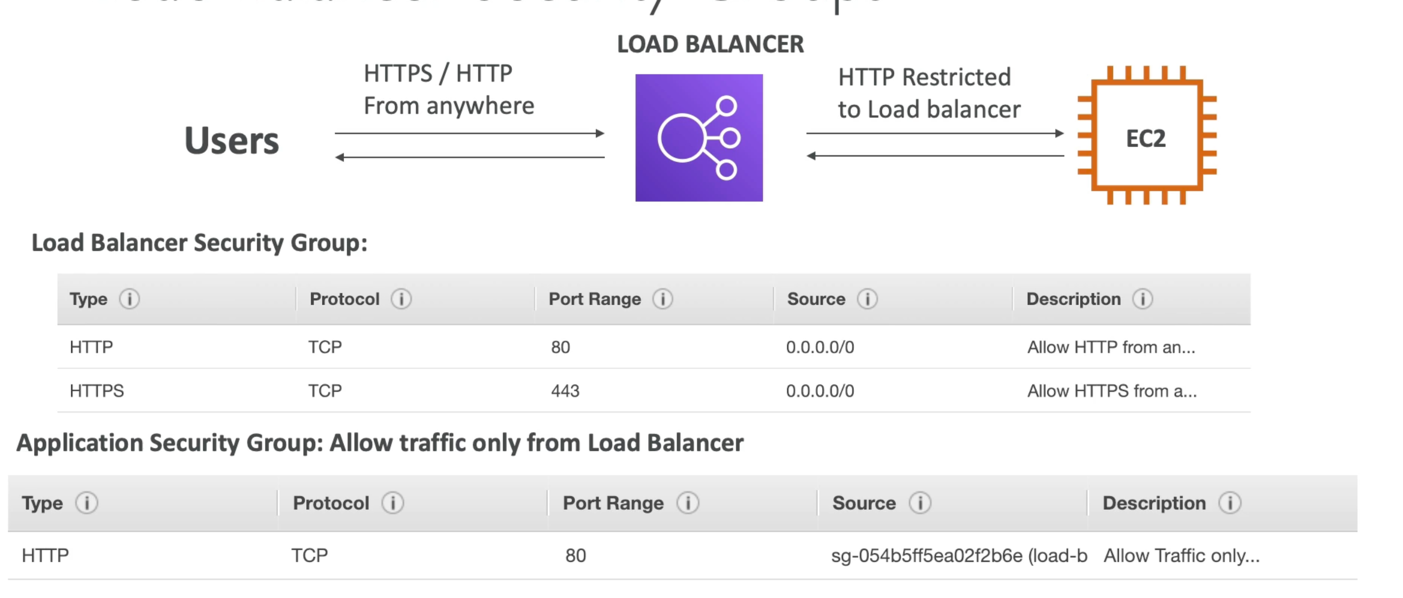 LOAD BALANCER
HTTPS / HTTP
From anywhere
HTTP Restricted
to Load balancer
Users
EC2
Load Balancer Security Group:
Type Protocol Port Range Source Description
HTTP TCP 80 0.0.0.0/0 Allow HTTP from an...
HTTPS TCP 443 0.0.0.0/0 Allow HTTPS from a...
Application Security Group: Allow traffic only from Load Balancer
Type Protocol Port Range Source Description
HTTP TCP 80 sg-054b5ff5ea02f2b6e (load-b Allow Traffic only...